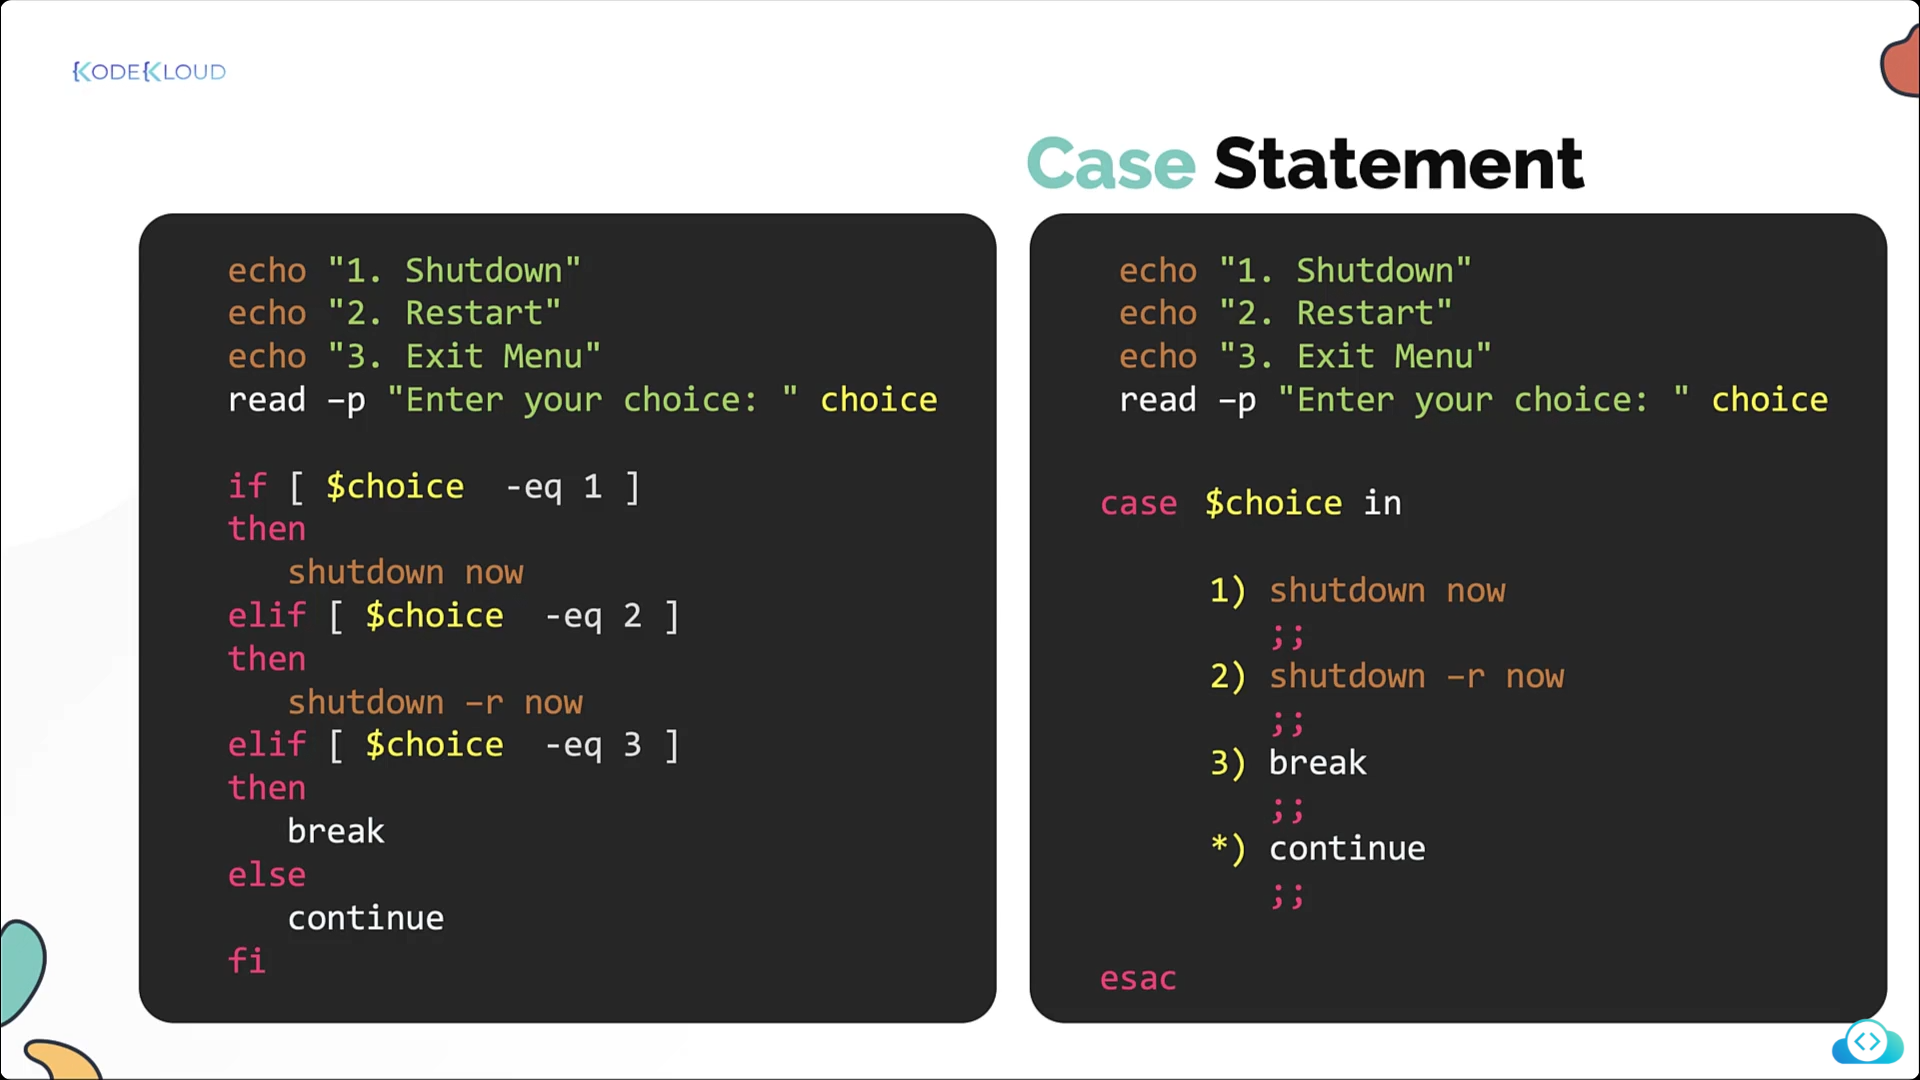 KODEKLOUD
Case Statement
echo "1. Shutdown"
echo "2. Restart"
echo "3. Exit Menu"
read –p "Enter your choice: " choice
if [ $choice  -eq 1 ]
then
   shutdown now
elif [ $choice  -eq 2 ]
then
   shutdown –r now
elif [ $choice  -eq 3 ]
then
   break
else
   continue
fi
echo "1. Shutdown"
echo "2. Restart"
echo "3. Exit Menu"
read –p "Enter your choice: " choice
case $choice in
1) shutdown now
;;
2) shutdown –r now
;;
3) break
;;
*) continue
;;
esac